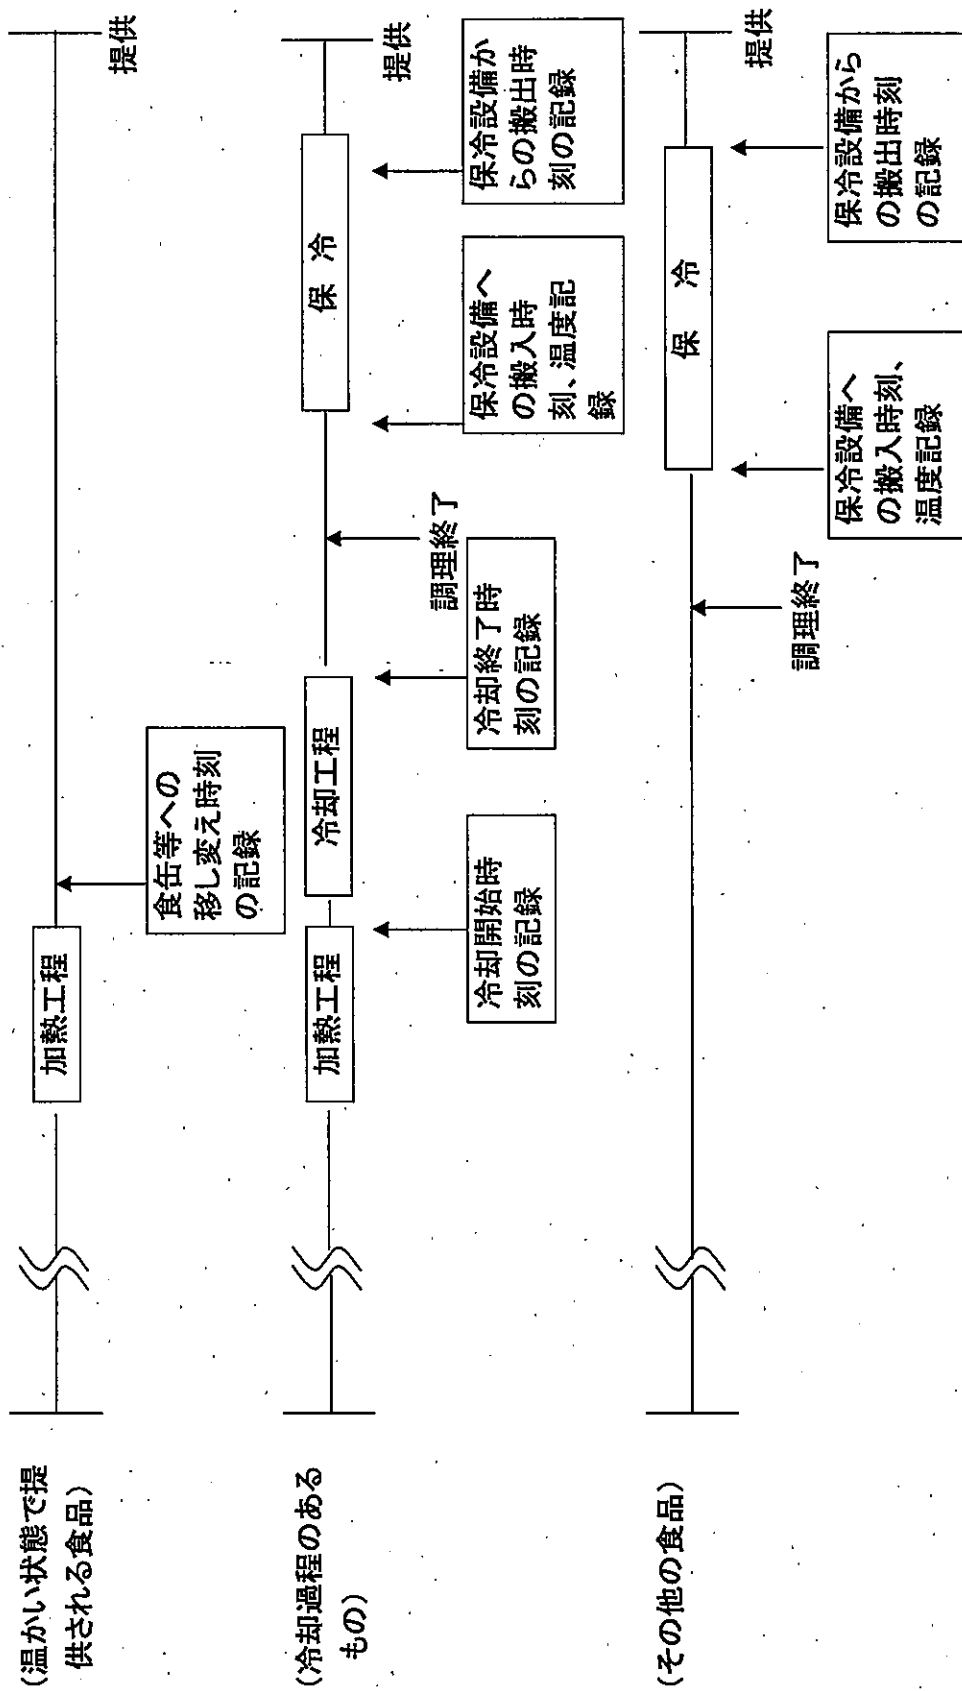 (温かい状態で提
供される食品)
加熱工程
提供
食缶等への
移し変え時刻
の記録
(冷却過程のある
もの)
加熱工程
冷却工程
保 冷
提供
調理終了
冷却開始時
刻の記録
冷却終了時
刻の記録
保冷設備へ
の搬入時
刻、温度記
録
保冷設備か
らの搬出時
刻の記録
(その他の食品)
保 冷
提供
調理終了
保冷設備へ
の搬入時刻、
温度記録
保冷設備から
の搬出時刻
の記録